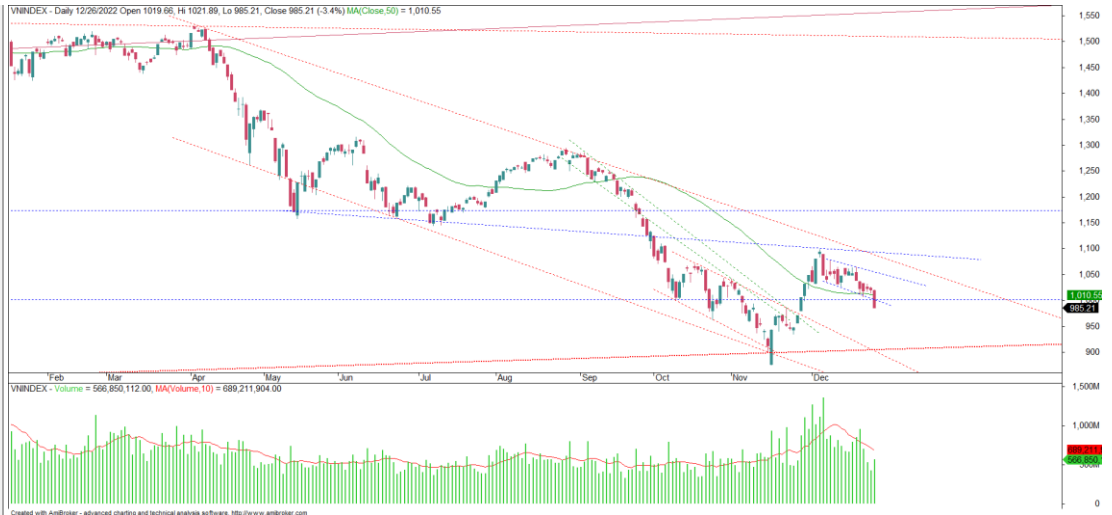 VNINDEX - Daily 12/26/2022 Open 1019.66, Hi 1021.89, Lo 985.21, Close 985.21 (-3.4%) MA(Close,50) = 1,010.55
1,550
1,500
1,450
1,400
1,350
1,300
1,250
1,200
1,150
1,100
1,050
1,010.55
985.21
900
Feb Mar Apr May Jun Jul Aug Sep Oct Nov Dec
VNINDEX - Volume = 566,850,112.00, MA(Volume,10) = 689,211,904.00
1,500M
1,000M
566,850,
0
Created with AmiBroker - advanced charting and technical analysis software. http://www.amibroker.com